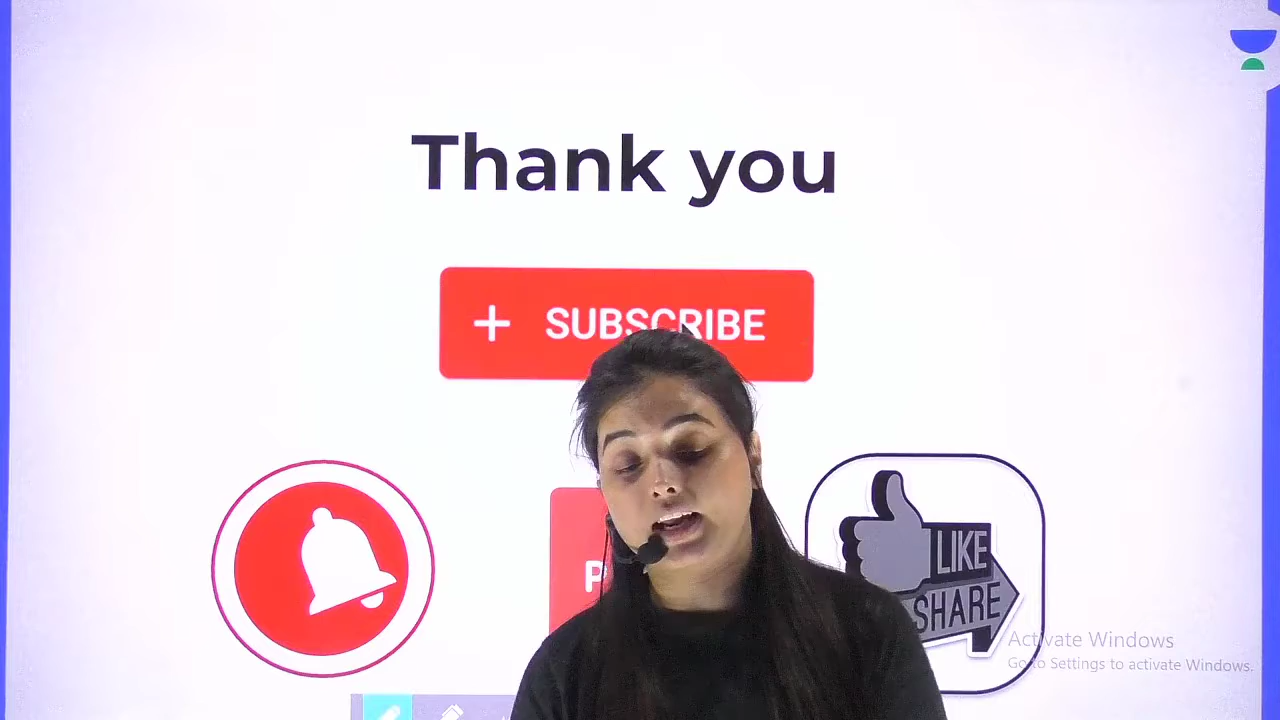 Thank you
+ SUBSCRIBE
LIKE
SHARE
Activate Windows
Go to Settings to activate Windows.